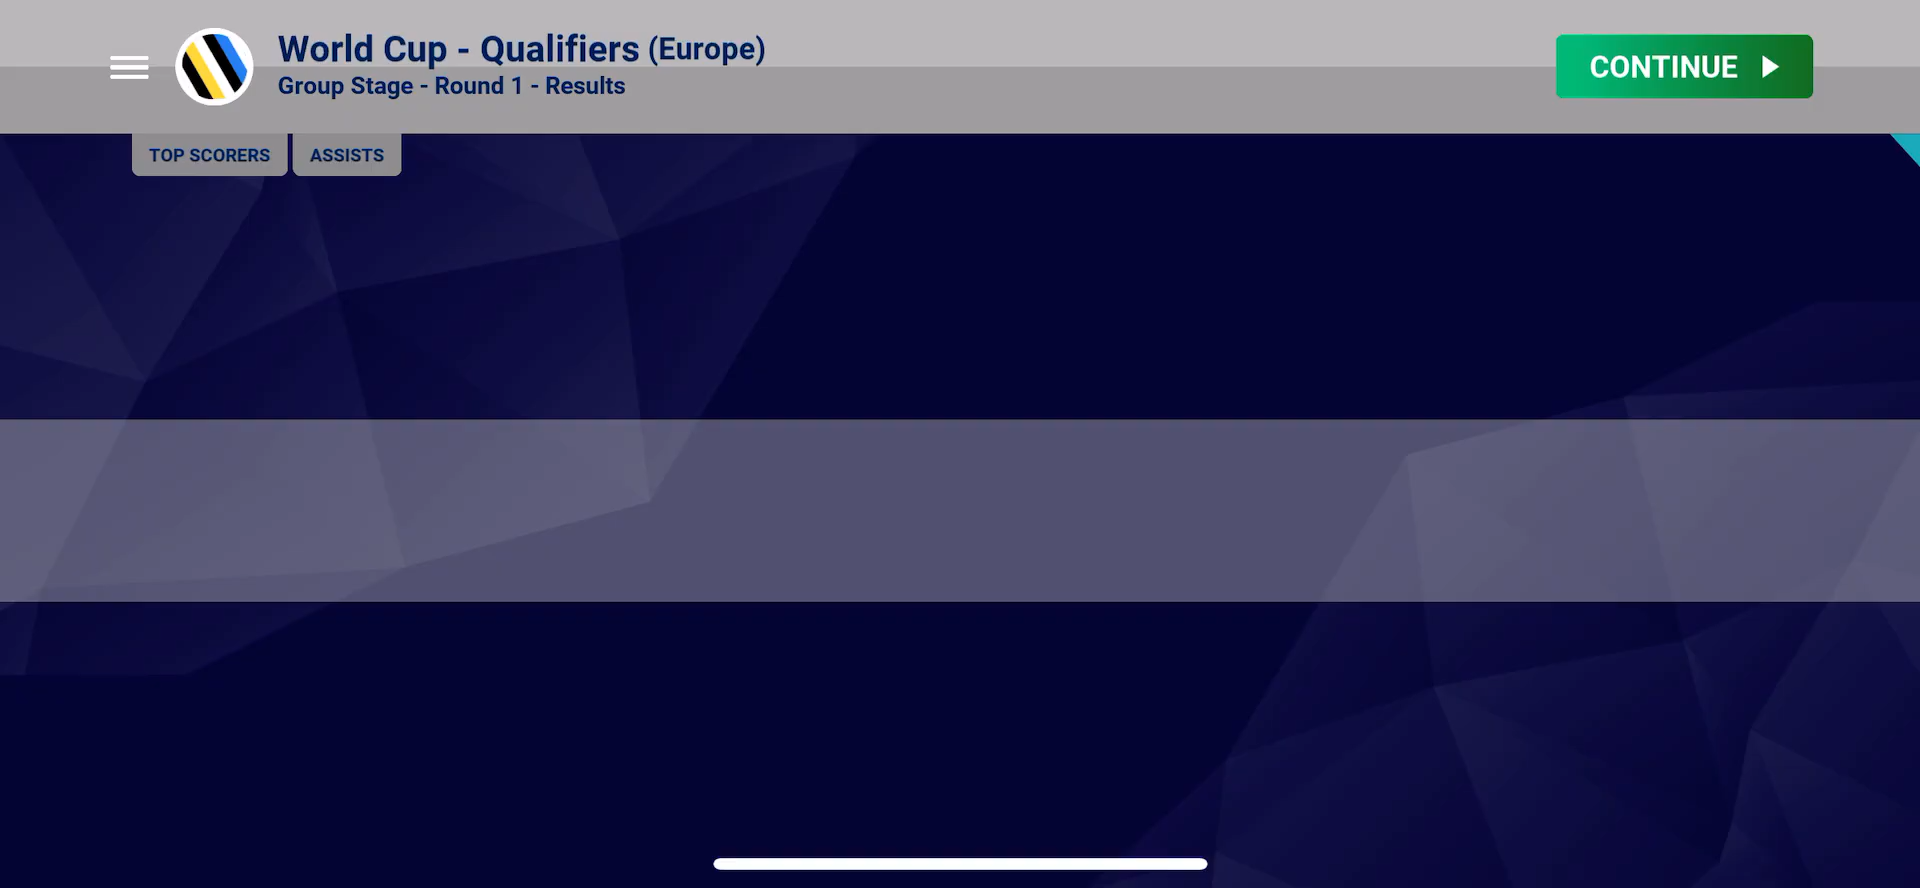 World Cup - Qualifiers (Europe)
Group Stage - Round 1 - Results
CONTINUE
TOP SCORERS
ASSISTS